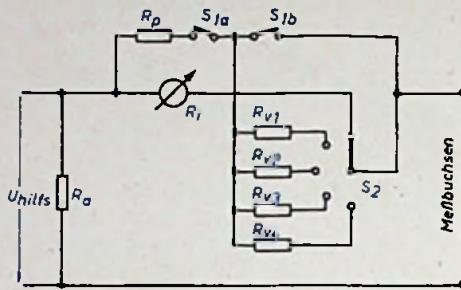 Rp
S1a
S1b
Ri
Rv1
Rv2
Rv3
Rv4
S2
Uhilfs
Ra
Meßbuchsen